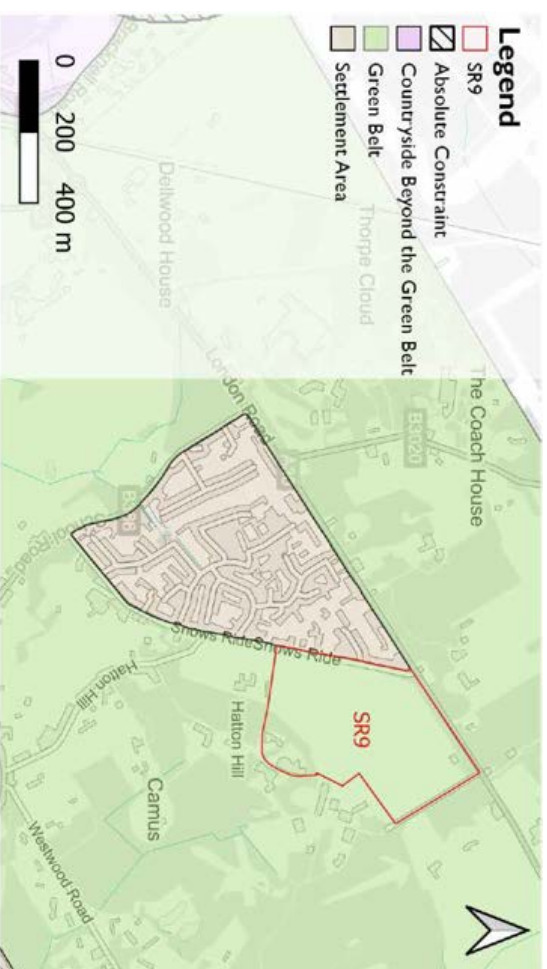 Legend
SR9
Absolute Constraint
Countryside Beyond the Green Belt
Green Belt
Settlement Area
0 200 400 m
The Coach House
B3020
Thorpe Cloud
Dellwood House
London Road
Snows Ride
Snows Ride
SR9
Hatton Hill
Hatton Hill
Camus
School Road
Westwood Road